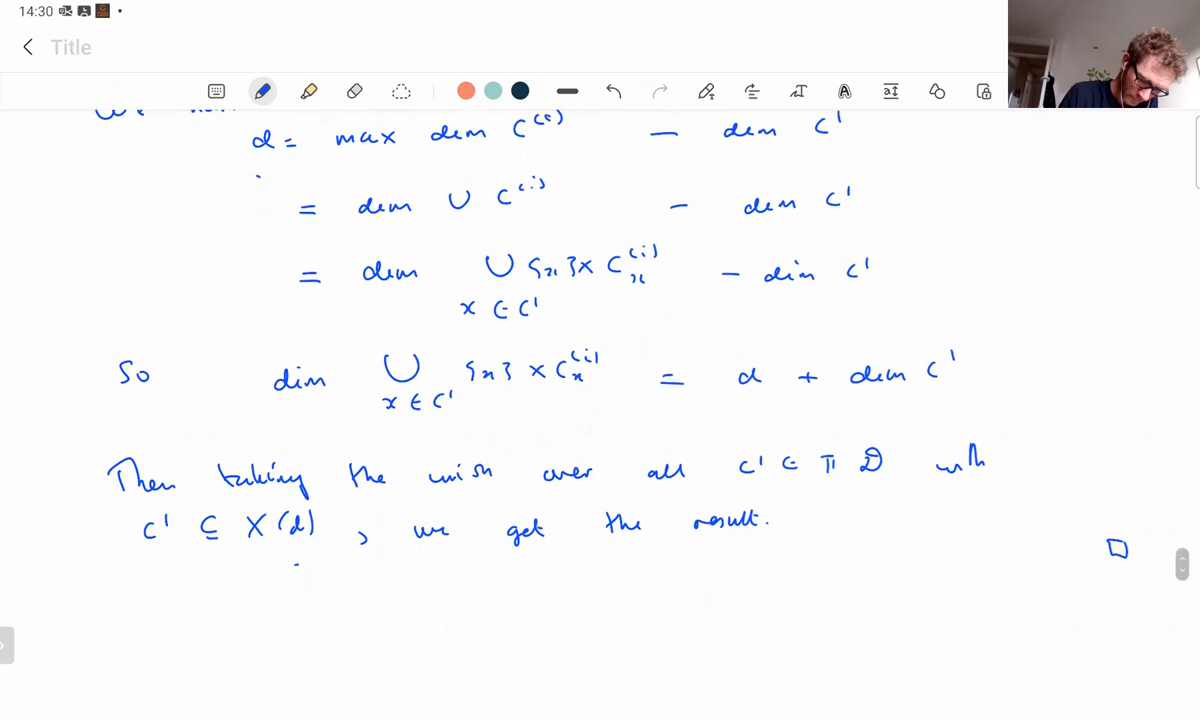 14:30
Title
d = max dim C^(i) — dim C'
= dim ∪ C^(i) - dim C'
= dim ∪ {x} × C_x^(i) - dim C'
x ∈ C'
So dim ∪ {x} × C_x^(i) = d + dim C'
x ∈ C'
Then taking the union over all C' ∈ π 𝒟 with
C' ⊆ X(d), we get the result.
□